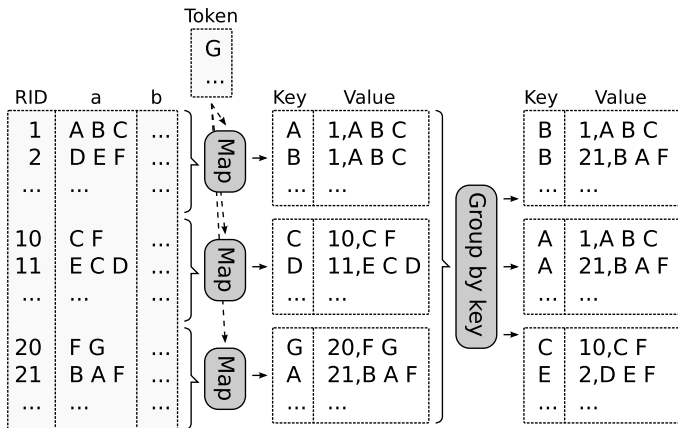 Token
G
...
RID a b
1 A B C ...
2 D E F ...
... ... ...
10 C F ...
11 E C D ...
... ... ...
20 F G ...
21 B A F ...
... ... ...
Map
Map
Map
Key Value
A 1,A B C
B 1,A B C
... ...
C 10,C F
D 11,E C D
... ...
G 20,F G
A 21,B A F
... ...
Group by key
Key Value
B 1,A B C
B 21,B A F
... ...
A 1,A B C
A 21,B A F
... ...
C 10,C F
E 2,D E F
... ...